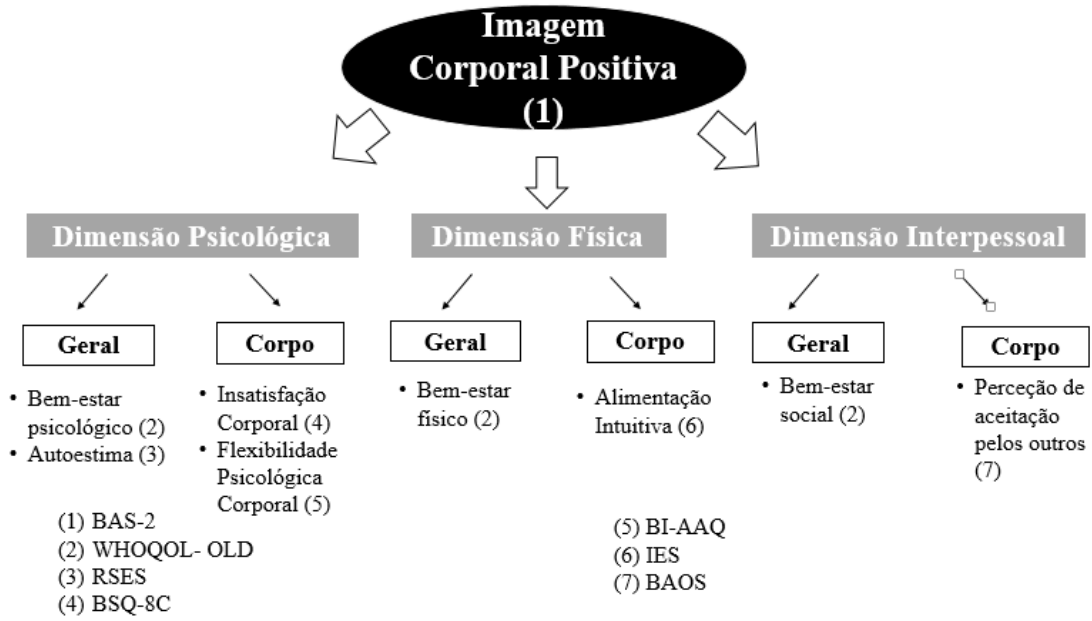 Imagem
Corporal Positiva
(1)
Dimensão Psicológica
Dimensão Física
Dimensão Interpessoal
Geral
Corpo
Geral
Corpo
Geral
Corpo
• Bem-estar
psicológico (2)
• Autoestima (3)
• Insatisfação
Corporal (4)
• Flexibilidade
Psicológica
Corporal (5)
• Bem-estar
físico (2)
• Alimentação
Intuitiva (6)
• Bem-estar
social (2)
• Perceção de
aceitação
pelos outros
(7)
(1) BAS-2
(2) WHOQOL- OLD
(3) RSES
(4) BSQ-8C
(5) BI-AAQ
(6) IES
(7) BAOS